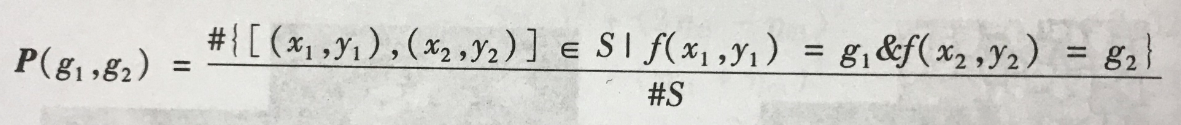 P(g₁,g₂) = #{[(x₁,y₁),(x₂,y₂)] ∈ S | f(x₁,y₁) = g₁&f(x₂,y₂) = g₂}
#S